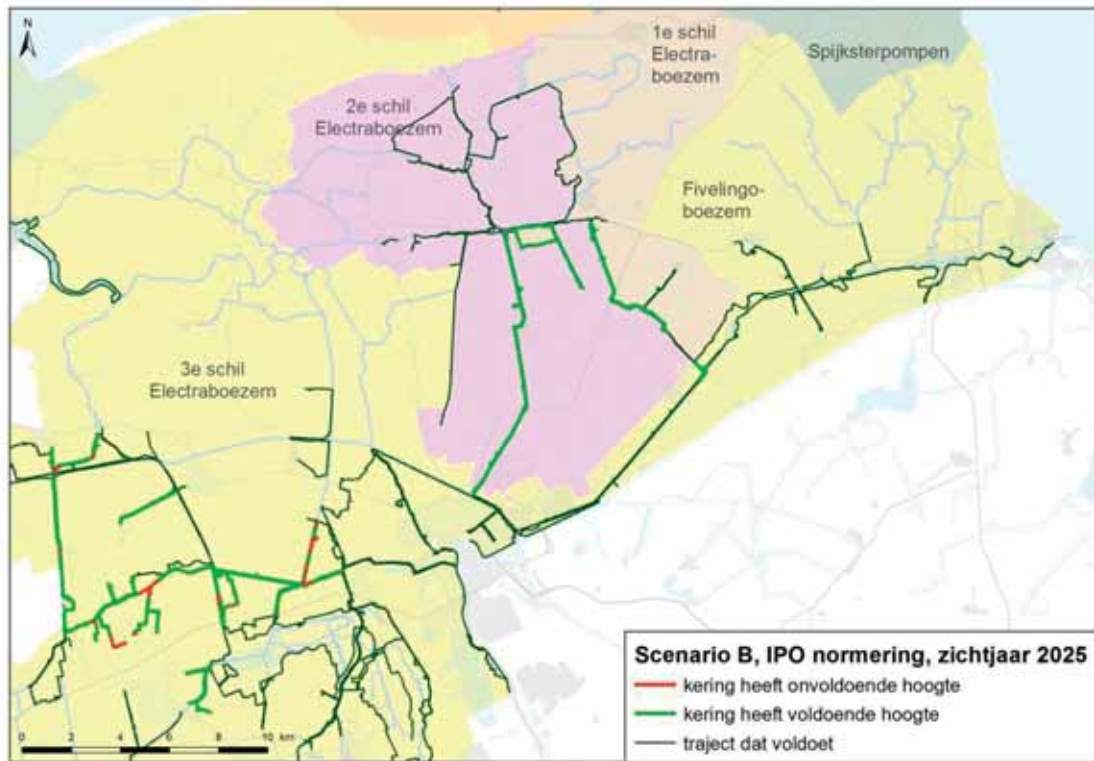 N
1e schil
Electra-
boezem
Spijksterpompen
2e schil
Electraboezem
Fivelingo-
boezem
3e schil
Electraboezem
Scenario B, IPO normering, zichtjaar 2025
kering heeft onvoldoende hoogte
kering heeft voldoende hoogte
traject dat voldoet
0 2 4 6 8 10 km